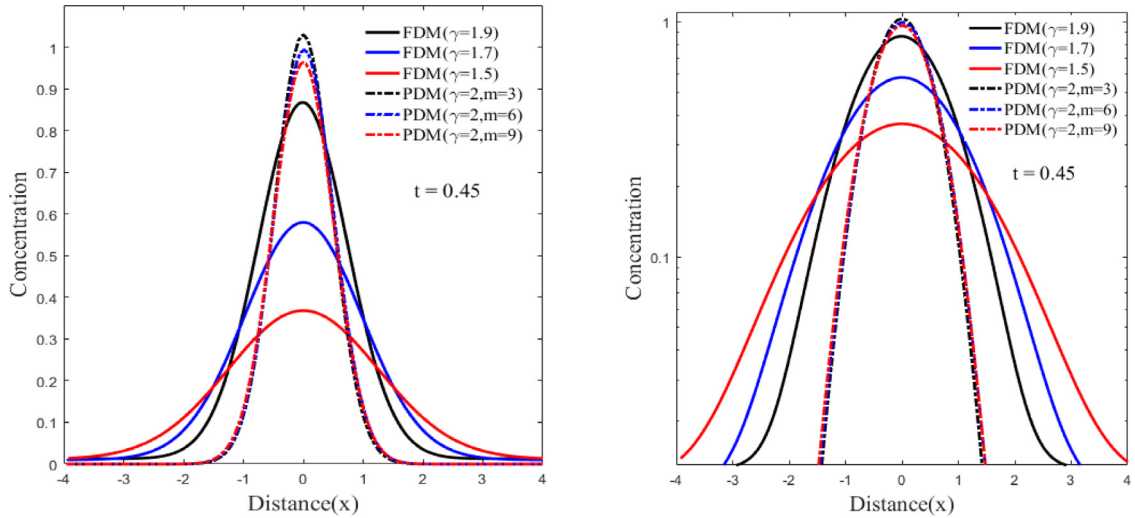 1
0.9
0.8
0.7
0.6
0.5
0.4
0.3
0.2
0.1
0
Concentration
FDM(γ=1.9)
FDM(γ=1.7)
FDM(γ=1.5)
PDM(γ=2,m=3)
PDM(γ=2,m=6)
PDM(γ=2,m=9)
t = 0.45
-4 -3 -2 -1 0 1 2 3 4
Distance(x)
1
0.1
Concentration
FDM(γ=1.9)
FDM(γ=1.7)
FDM(γ=1.5)
PDM(γ=2,m=3)
PDM(γ=2,m=6)
PDM(γ=2,m=9)
t = 0.45
-4 -3 -2 -1 0 1 2 3 4
Distance(x)